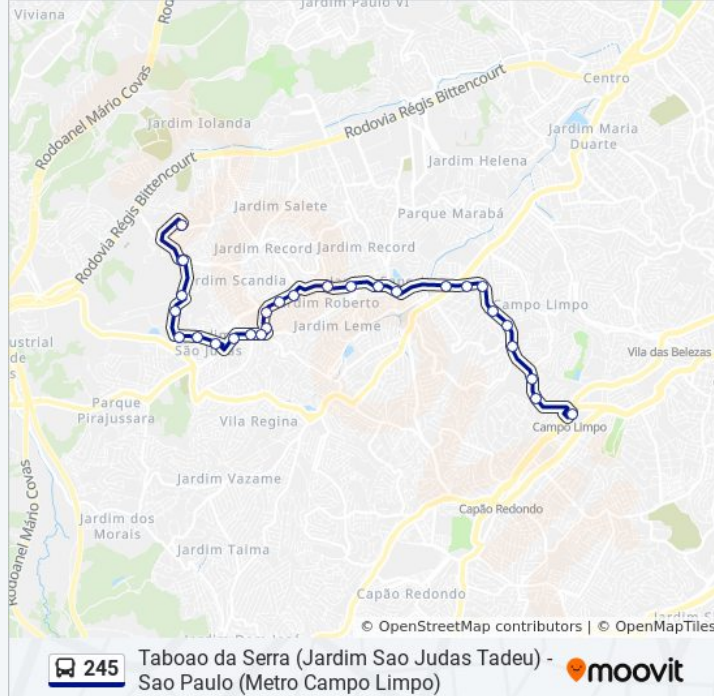 Viviana
Jardim Paulo VI
Rodoanel Mário Covas
Centro
Rodovia Régis Bittencourt
Jardim Iolanda
Jardim Maria
Duarte
Jardim Helena
Rodovia Régis Bittencourt
Jardim Salete
Parque Marabá
Jardim Record
Jardim Record
Jardim Scandia
Jardim Roberto
Campo Limpo
Jardim Leme
São Judas
Vila das Belezas
Parque
Pirajussara
Vila Regina
Campo Limpo
Jardim Vazame
Rodoanel Mário Covas
Jardim dos
Morais
Capão Redondo
Jardim Taima
Capão Redondo
© OpenStreetMap contributors | © OpenMapTiles
245
Taboao da Serra (Jardim Sao Judas Tadeu) -
Sao Paulo (Metro Campo Limpo)
moovit